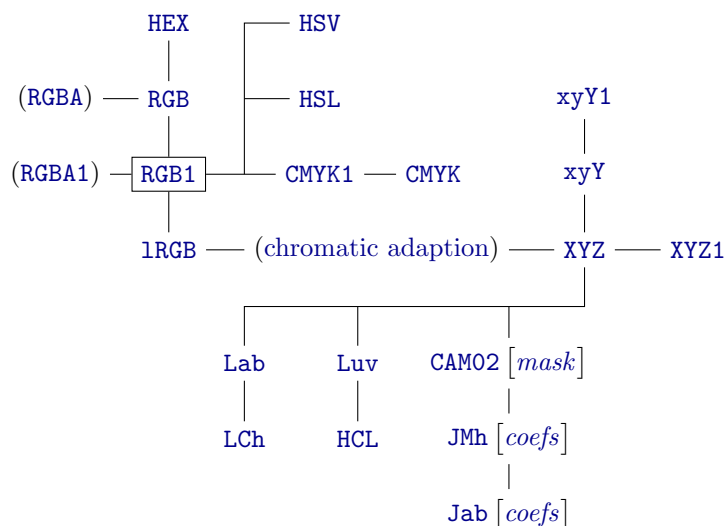 HEX HSV
(RGBA) RGB HSL xyY1
(RGBA1) RGB1 CMYK1 CMYK xyY
lRGB (chromatic adaption) XYZ XYZ1
Lab Luv CAM02 [mask]
LCh HCL JMh [coefs]
Jab [coefs]